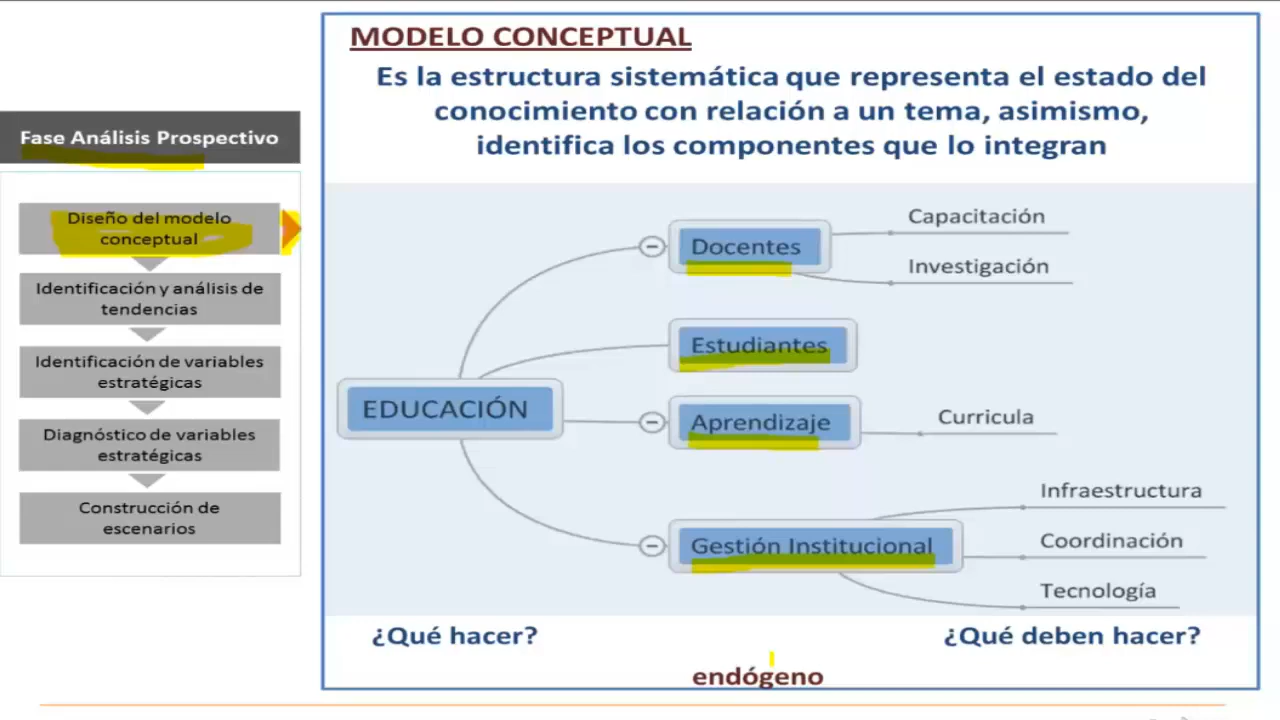 Fase Análisis Prospectivo
Diseño del modelo
conceptual
Identificación y análisis de
tendencias
Identificación de variables
estratégicas
Diagnóstico de variables
estratégicas
Construcción de
escenarios
MODELO CONCEPTUAL
Es la estructura sistemática que representa el estado del
conocimiento con relación a un tema, asimismo,
identifica los componentes que lo integran
EDUCACIÓN
Docentes
Capacitación
Investigación
Estudiantes
Aprendizaje
Curricula
Gestión Institucional
Infraestructura
Coordinación
Tecnología
¿Qué hacer?
¿Qué deben hacer?
endógeno